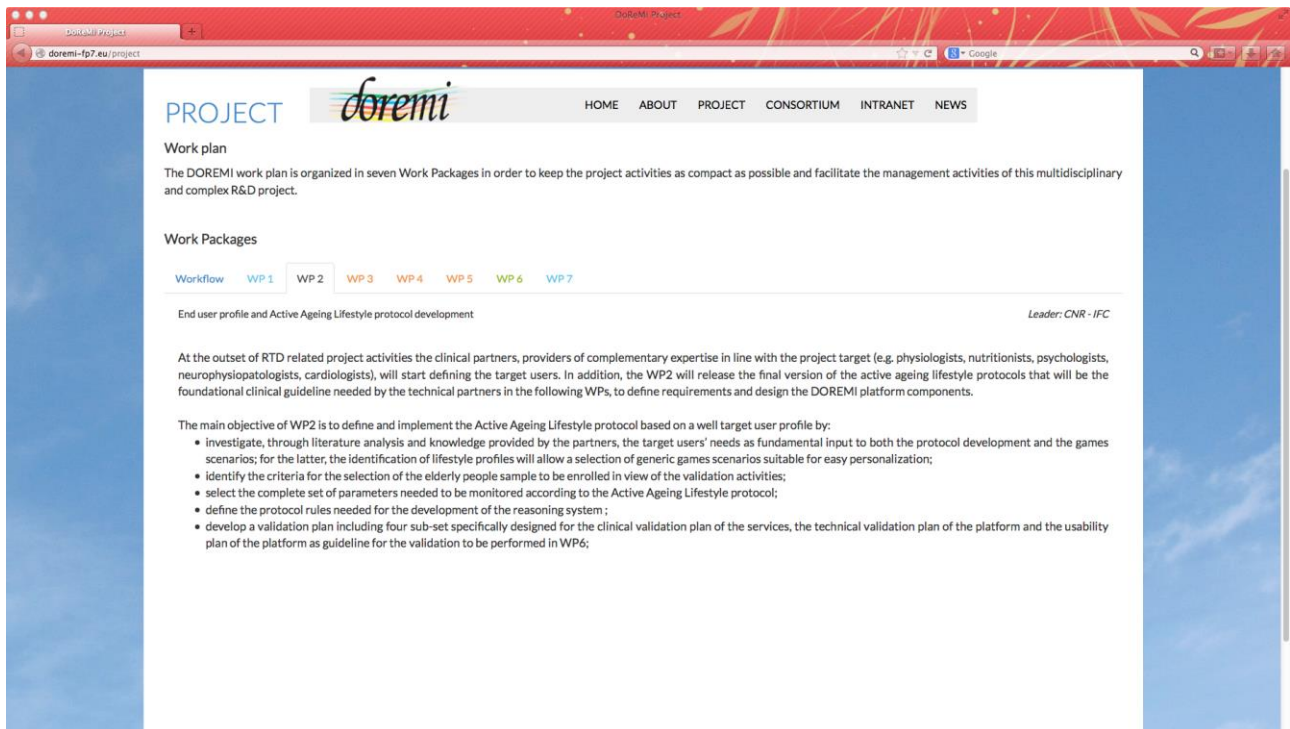 DoReMi Project
DoReMi Project
doremi-fp7.eu/project
Google
PROJECT
doremi
HOME ABOUT PROJECT CONSORTIUM INTRANET NEWS
Work plan
The DOREMI work plan is organized in seven Work Packages in order to keep the project activities as compact as possible and facilitate the management activities of this multidisciplinary
and complex R&D project.
Work Packages
Workflow WP 1 WP 2 WP 3 WP 4 WP 5 WP 6 WP 7
End user profile and Active Ageing Lifestyle protocol development Leader: CNR - IFC
At the outset of RTD related project activities the clinical partners, providers of complementary expertise in line with the project target (e.g. physiologists, nutritionists, psychologists,
neurophysiopatologists, cardiologists), will start defining the target users. In addition, the WP2 will release the final version of the active ageing lifestyle protocols that will be the
foundational clinical guideline needed by the technical partners in the following WPs, to define requirements and design the DOREMI platform components.
The main objective of WP2 is to define and implement the Active Ageing Lifestyle protocol based on a well target user profile by:
• investigate, through literature analysis and knowledge provided by the partners, the target users' needs as fundamental input to both the protocol development and the games
scenarios; for the latter, the identification of lifestyle profiles will allow a selection of generic games scenarios suitable for easy personalization;
• identify the criteria for the selection of the elderly people sample to be enrolled in view of the validation activities;
• select the complete set of parameters needed to be monitored according to the Active Ageing Lifestyle protocol;
• define the protocol rules needed for the development of the reasoning system ;
• develop a validation plan including four sub-set specifically designed for the clinical validation plan of the services, the technical validation plan of the platform and the usability
plan of the platform as guideline for the validation to be performed in WP6;